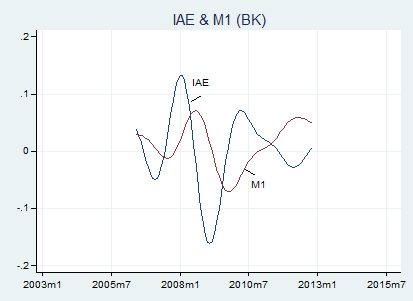 IAE & M1 (BK)
.2
.1
0
-.1
-.2
IAE
M1
2003m1
2005m7
2008m1
2010m7
2013m1
2015m7